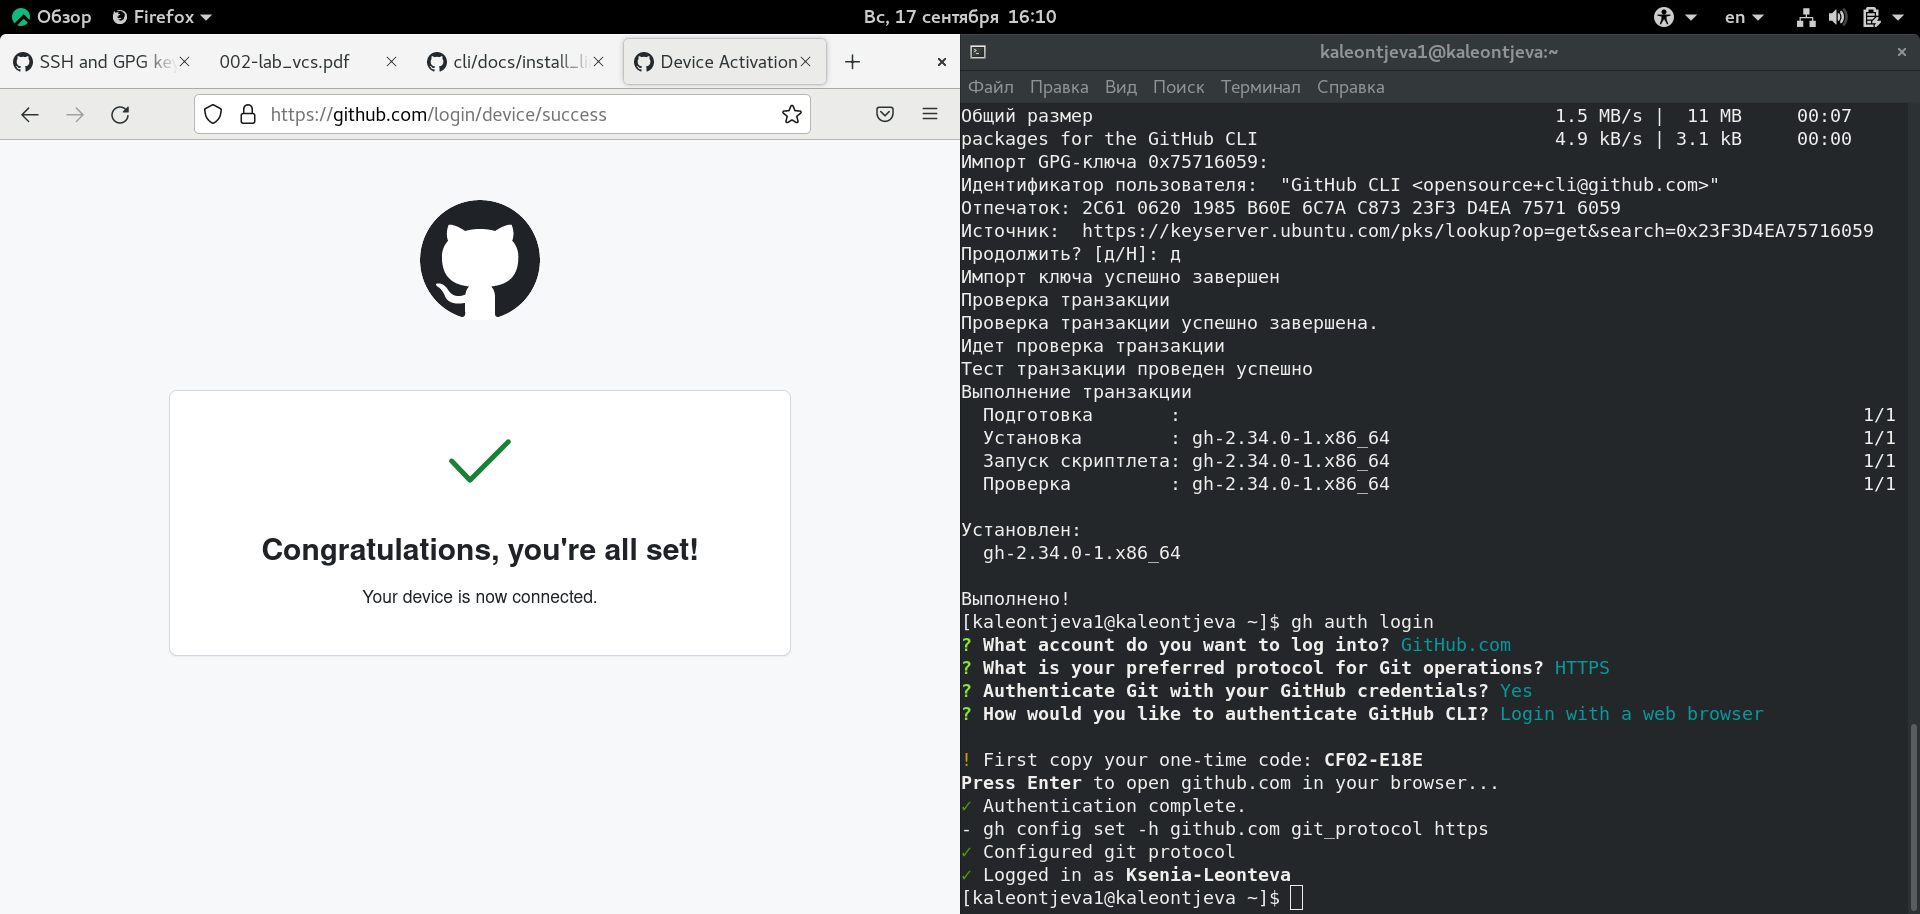 Обзор Firefox Вс, 17 сентября 16:10 en
SSH and GPG key 002-lab_vcs.pdf cli/docs/install_li Device Activation
https://github.com/login/device/success
Congratulations, you're all set!
Your device is now connected.
kaleontjeva1@kaleontjeva:~
Файл Правка Вид Поиск Терминал Справка
Общий размер 1.5 MB/s | 11 MB 00:07
packages for the GitHub CLI 4.9 kB/s | 3.1 kB 00:00
Импорт GPG-ключа 0x75716059:
Идентификатор пользователя: "GitHub CLI <opensource+cli@github.com>"
Отпечаток: 2C61 0620 1985 B60E 6C7A C873 23F3 D4EA 7571 6059
Источник: https://keyserver.ubuntu.com/pks/lookup?op=get&search=0x23F3D4EA75716059
Продолжить? [д/Н]: д
Импорт ключа успешно завершен
Проверка транзакции
Проверка транзакции успешно завершена.
Идет проверка транзакции
Тест транзакции проведен успешно
Выполнение транзакции
Подготовка : 1/1
Установка : gh-2.34.0-1.x86_64 1/1
Запуск скриптлета: gh-2.34.0-1.x86_64 1/1
Проверка : gh-2.34.0-1.x86_64 1/1
Установлен:
gh-2.34.0-1.x86_64
Выполнено!
[kaleontjeva1@kaleontjeva ~]$ gh auth login
? What account do you want to log into? GitHub.com
? What is your preferred protocol for Git operations? HTTPS
? Authenticate Git with your GitHub credentials? Yes
? How would you like to authenticate GitHub CLI? Login with a web browser
! First copy your one-time code: CF02-E18E
Press Enter to open github.com in your browser...
✓ Authentication complete.
- gh config set -h github.com git_protocol https
✓ Configured git protocol
✓ Logged in as Ksenia-Leonteva
[kaleontjeva1@kaleontjeva ~]$